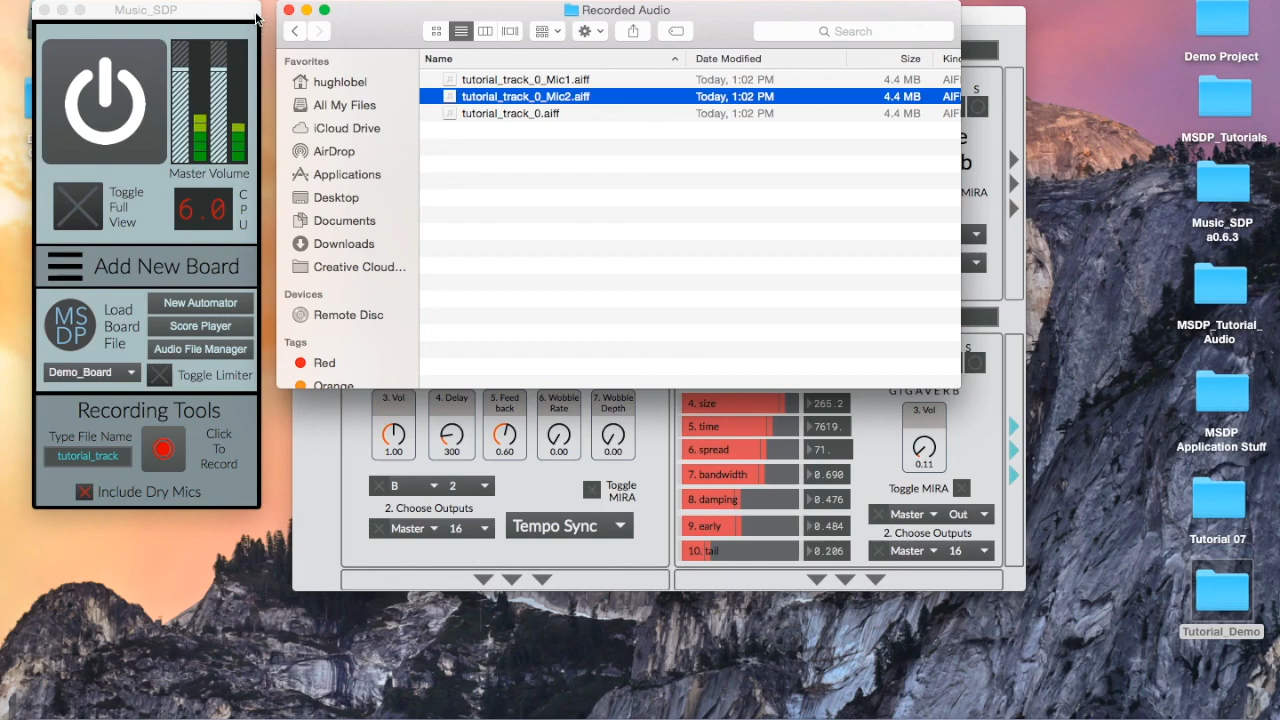 Music_SDP
Master Volume
Toggle
Full
View
6.0
C
P
U
Add New Board
MS
DP
Load
Board
File
New Automator
Score Player
Audio File Manager
Demo_Board
Toggle Limiter
Recording Tools
Type File Name
tutorial_track
Click
To
Record
Include Dry Mics
Recorded Audio
Search
Favorites
hughlobel
All My Files
iCloud Drive
AirDrop
Applications
Desktop
Documents
Downloads
Creative Cloud...
Devices
Remote Disc
Tags
Red
Orange
Name
Date Modified
Size
Kind
tutorial_track_0_Mic1.aiff
Today, 1:02 PM
4.4 MB
AIF
tutorial_track_0_Mic2.aiff
Today, 1:02 PM
4.4 MB
AIF
tutorial_track_0.aiff
Today, 1:02 PM
4.4 MB
AIF
S
e
b
MIRA
S
3. Vol
4. Delay
5. Feed
back
6. Wobble
Rate
7. Wobble
Depth
1.00
300
0.60
0.00
0.00
B
2
Toggle
MIRA
2. Choose Outputs
Master
16
Tempo Sync
4. size
265.2
5. time
7619.
6. spread
71.
7. bandwidth
0.690
8. damping
0.476
9. early
0.484
10. tail
0.206
GIGAVERB
3. Vol
0.11
Toggle MIRA
Master
Out
2. Choose Outputs
Master
16
Demo Project
MSDP_Tutorials
Music_SDP
a0.6.3
MSDP_Tutorial_
Audio
MSDP
Application Stuff
Tutorial 07
Tutorial_Demo